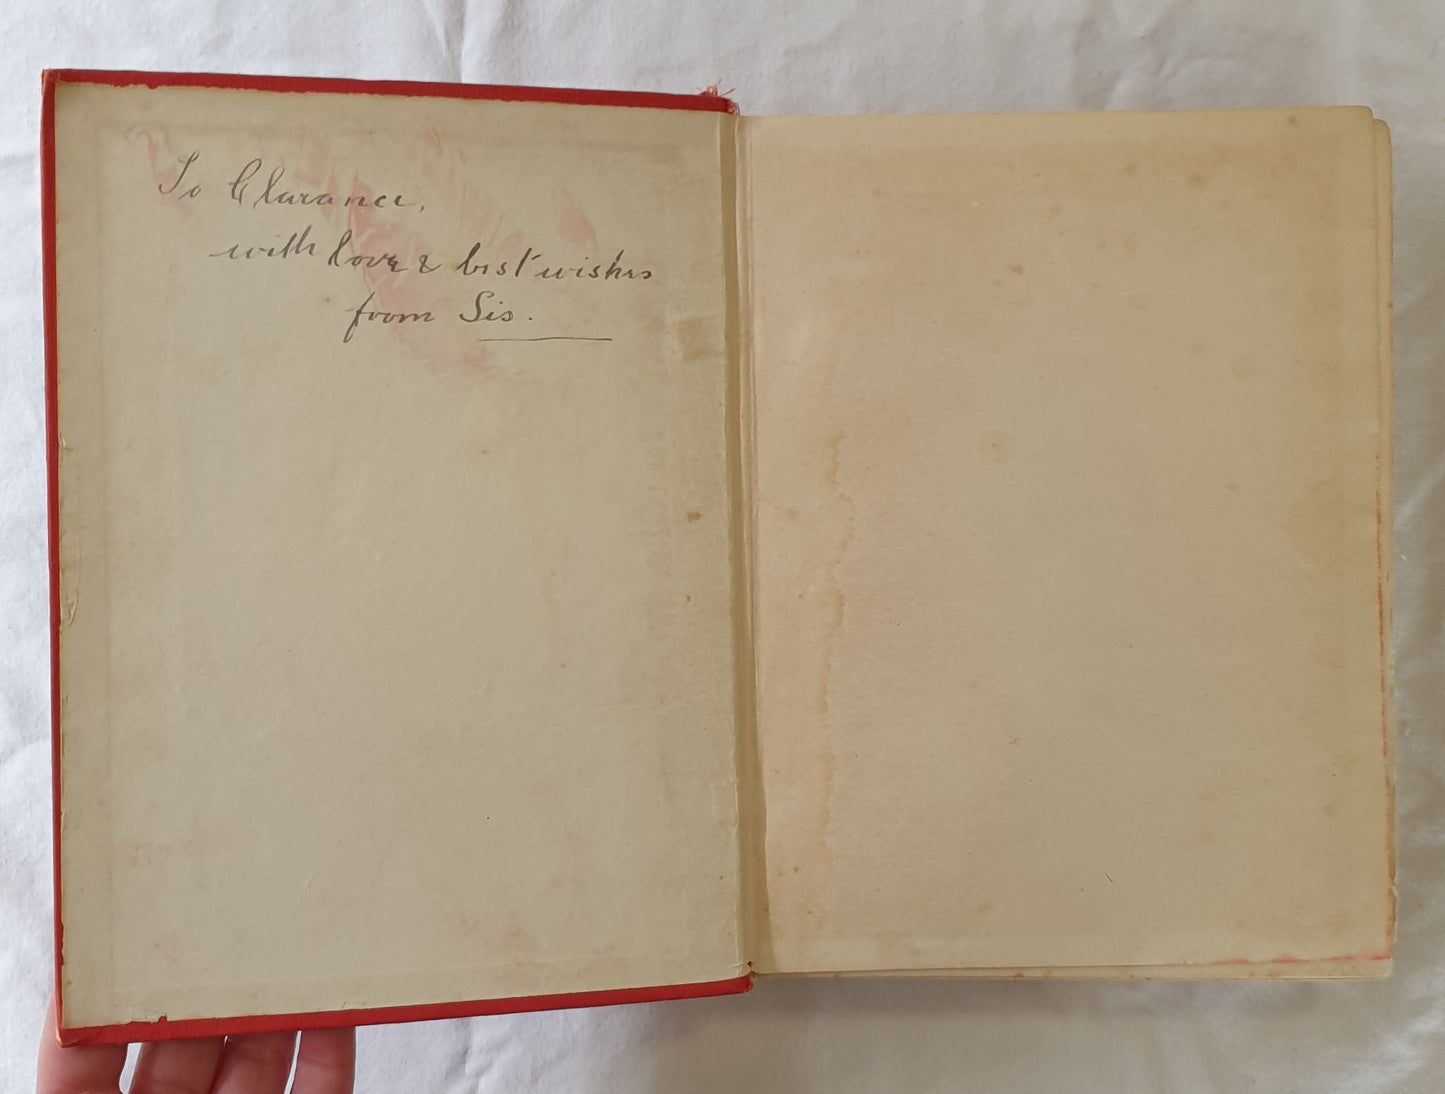 To Clarance,
with love & best wishes
from Sis.